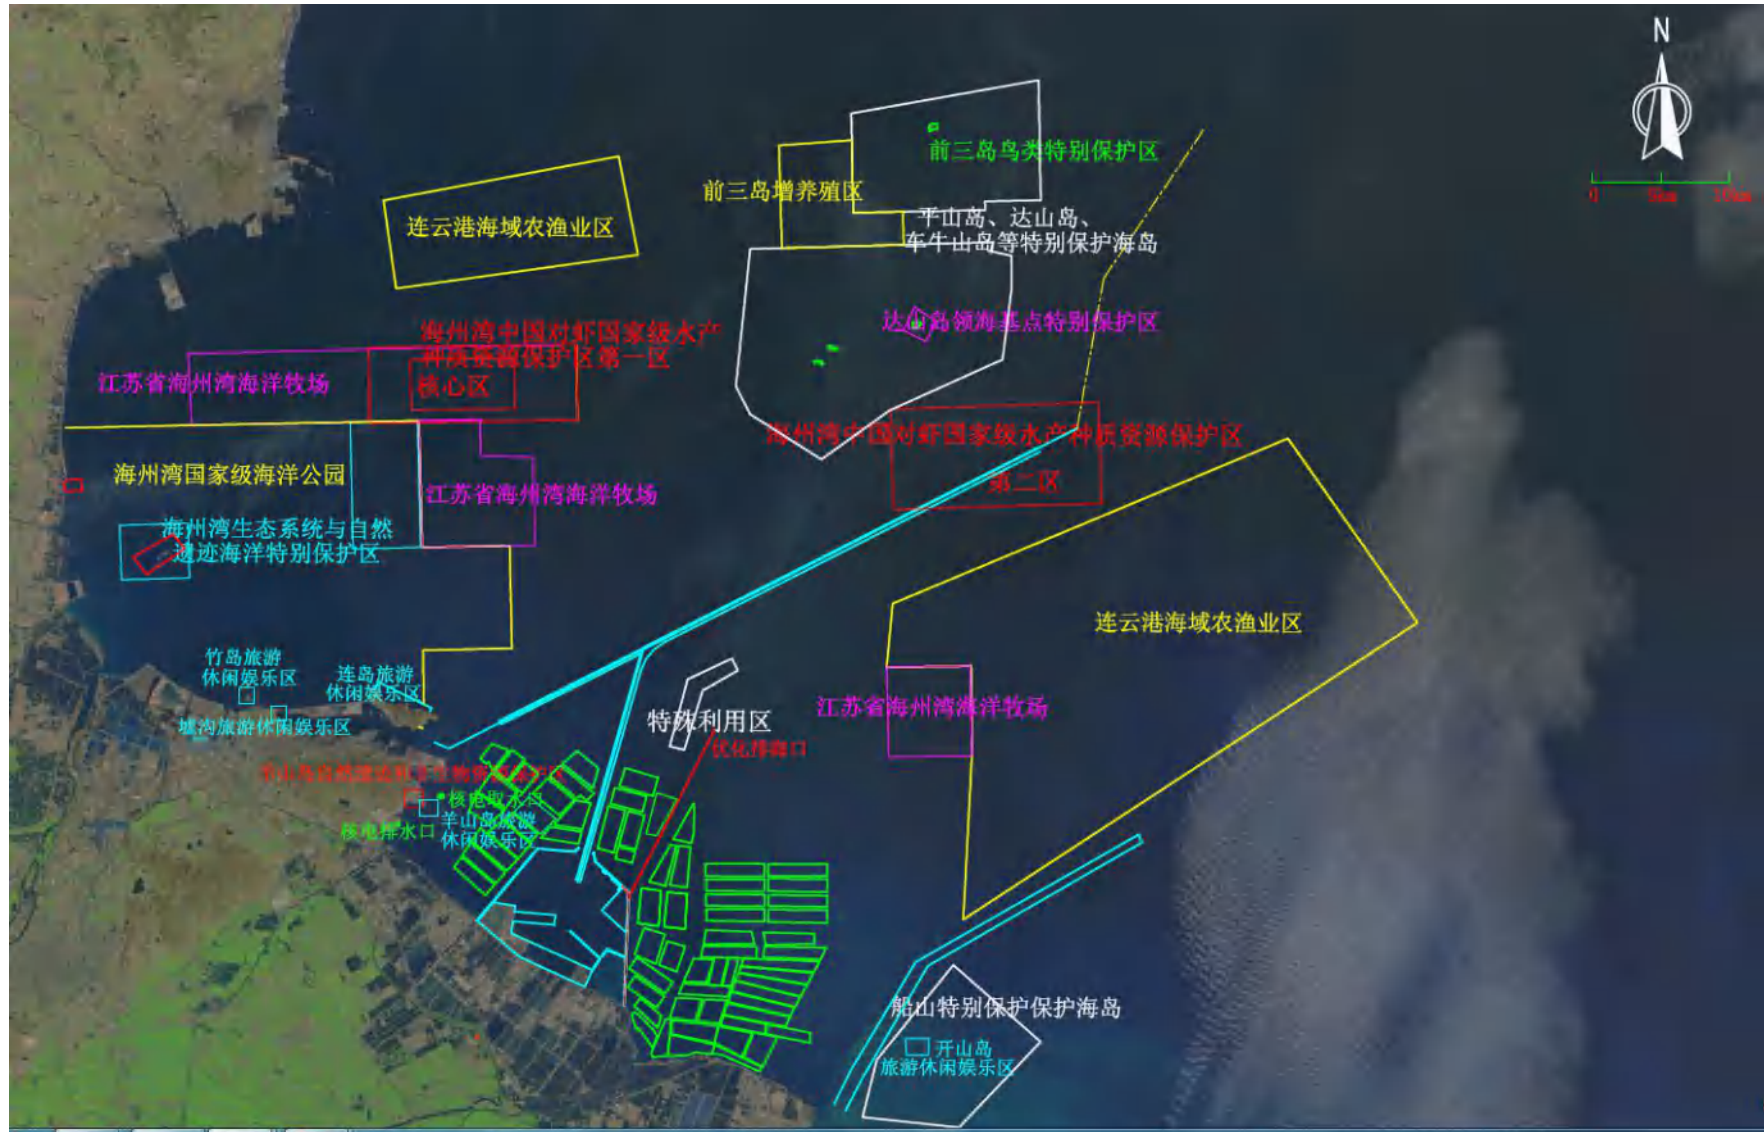 N
前三岛鸟类特别保护区
0 5km 10km
前三岛增养殖区
连云港海域农渔业区
平山岛、达山岛、
车牛山岛等特别保护海岛
达山岛领海基点特别保护区
海州湾中国对虾国家级水产
种质资源保护区第一区
核心区
江苏省海州湾海洋牧场
海州湾中国对虾国家级水产种质资源保护区
第二区
海州湾国家级海洋公园
江苏省海州湾海洋牧场
海州湾生态系统与自然
遗迹海洋特别保护区
连云港海域农渔业区
竹岛旅游
休闲娱乐区
连岛旅游
休闲娱乐区
墟沟旅游休闲娱乐区
特殊利用区
江苏省海州湾海洋牧场
优化排海口
核电取水口
羊山岛旅游
休闲娱乐区
核电排水口
船山特别保护保护海岛
开山岛
旅游休闲娱乐区